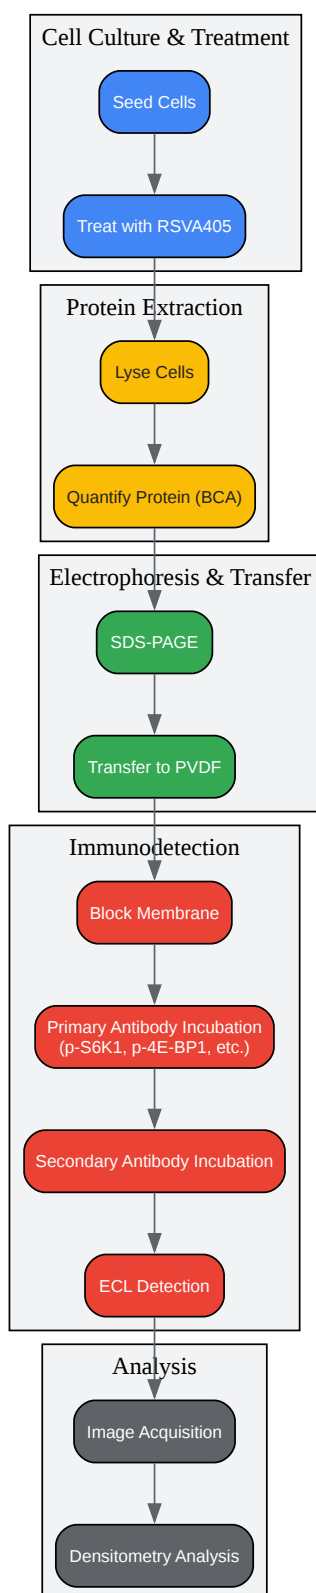 Cell Culture & Treatment
Seed Cells
Treat with RSVA405
Protein Extraction
Lyse Cells
Quantify Protein (BCA)
Electrophoresis & Transfer
SDS-PAGE
Transfer to PVDF
Immunodetection
Block Membrane
Primary Antibody Incubation
(p-S6K1, p-4E-BP1, etc.)
Secondary Antibody Incubation
ECL Detection
Analysis
Image Acquisition
Densitometry Analysis